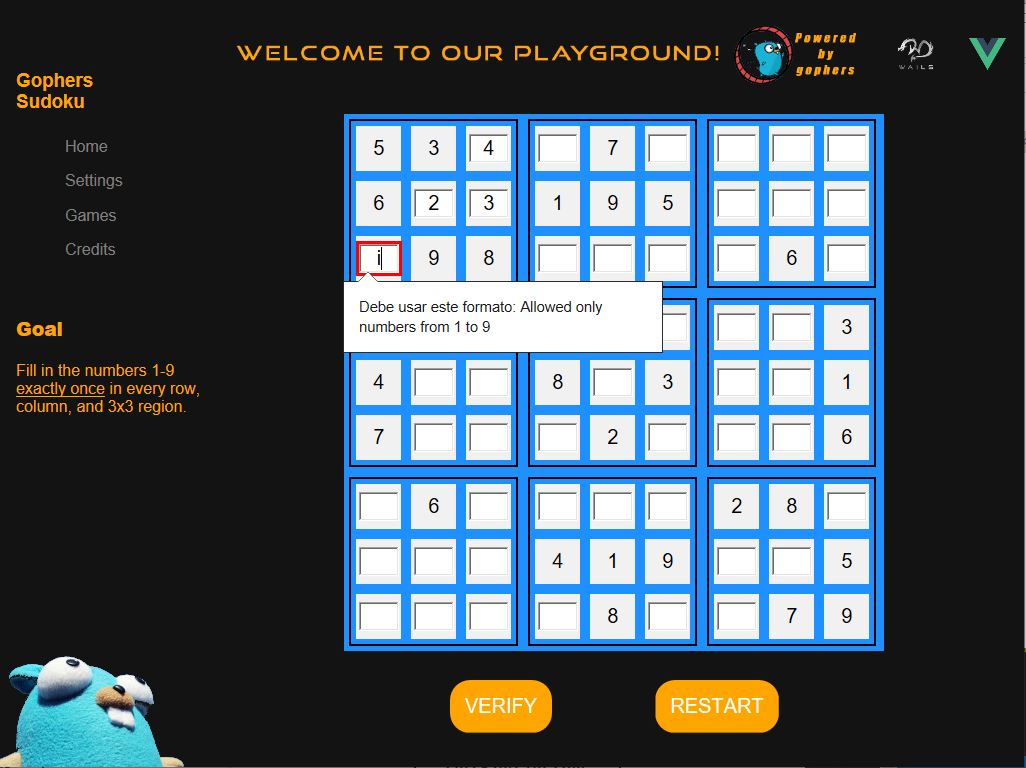 WELCOME TO OUR PLAYGROUND!
Powered
by
gophers
WAILS
Gophers
Sudoku
Home
Settings
Games
Credits
Goal
Fill in the numbers 1-9
exactly once in every row,
column, and 3x3 region.
5 3 4 7
6 2 3 1 9 5
i 9 8 6
Debe usar este formato: Allowed only
numbers from 1 to 9
3
4 8 3 1
7 2 6
6 2 8
4 1 9 5
8 7 9
VERIFY
RESTART